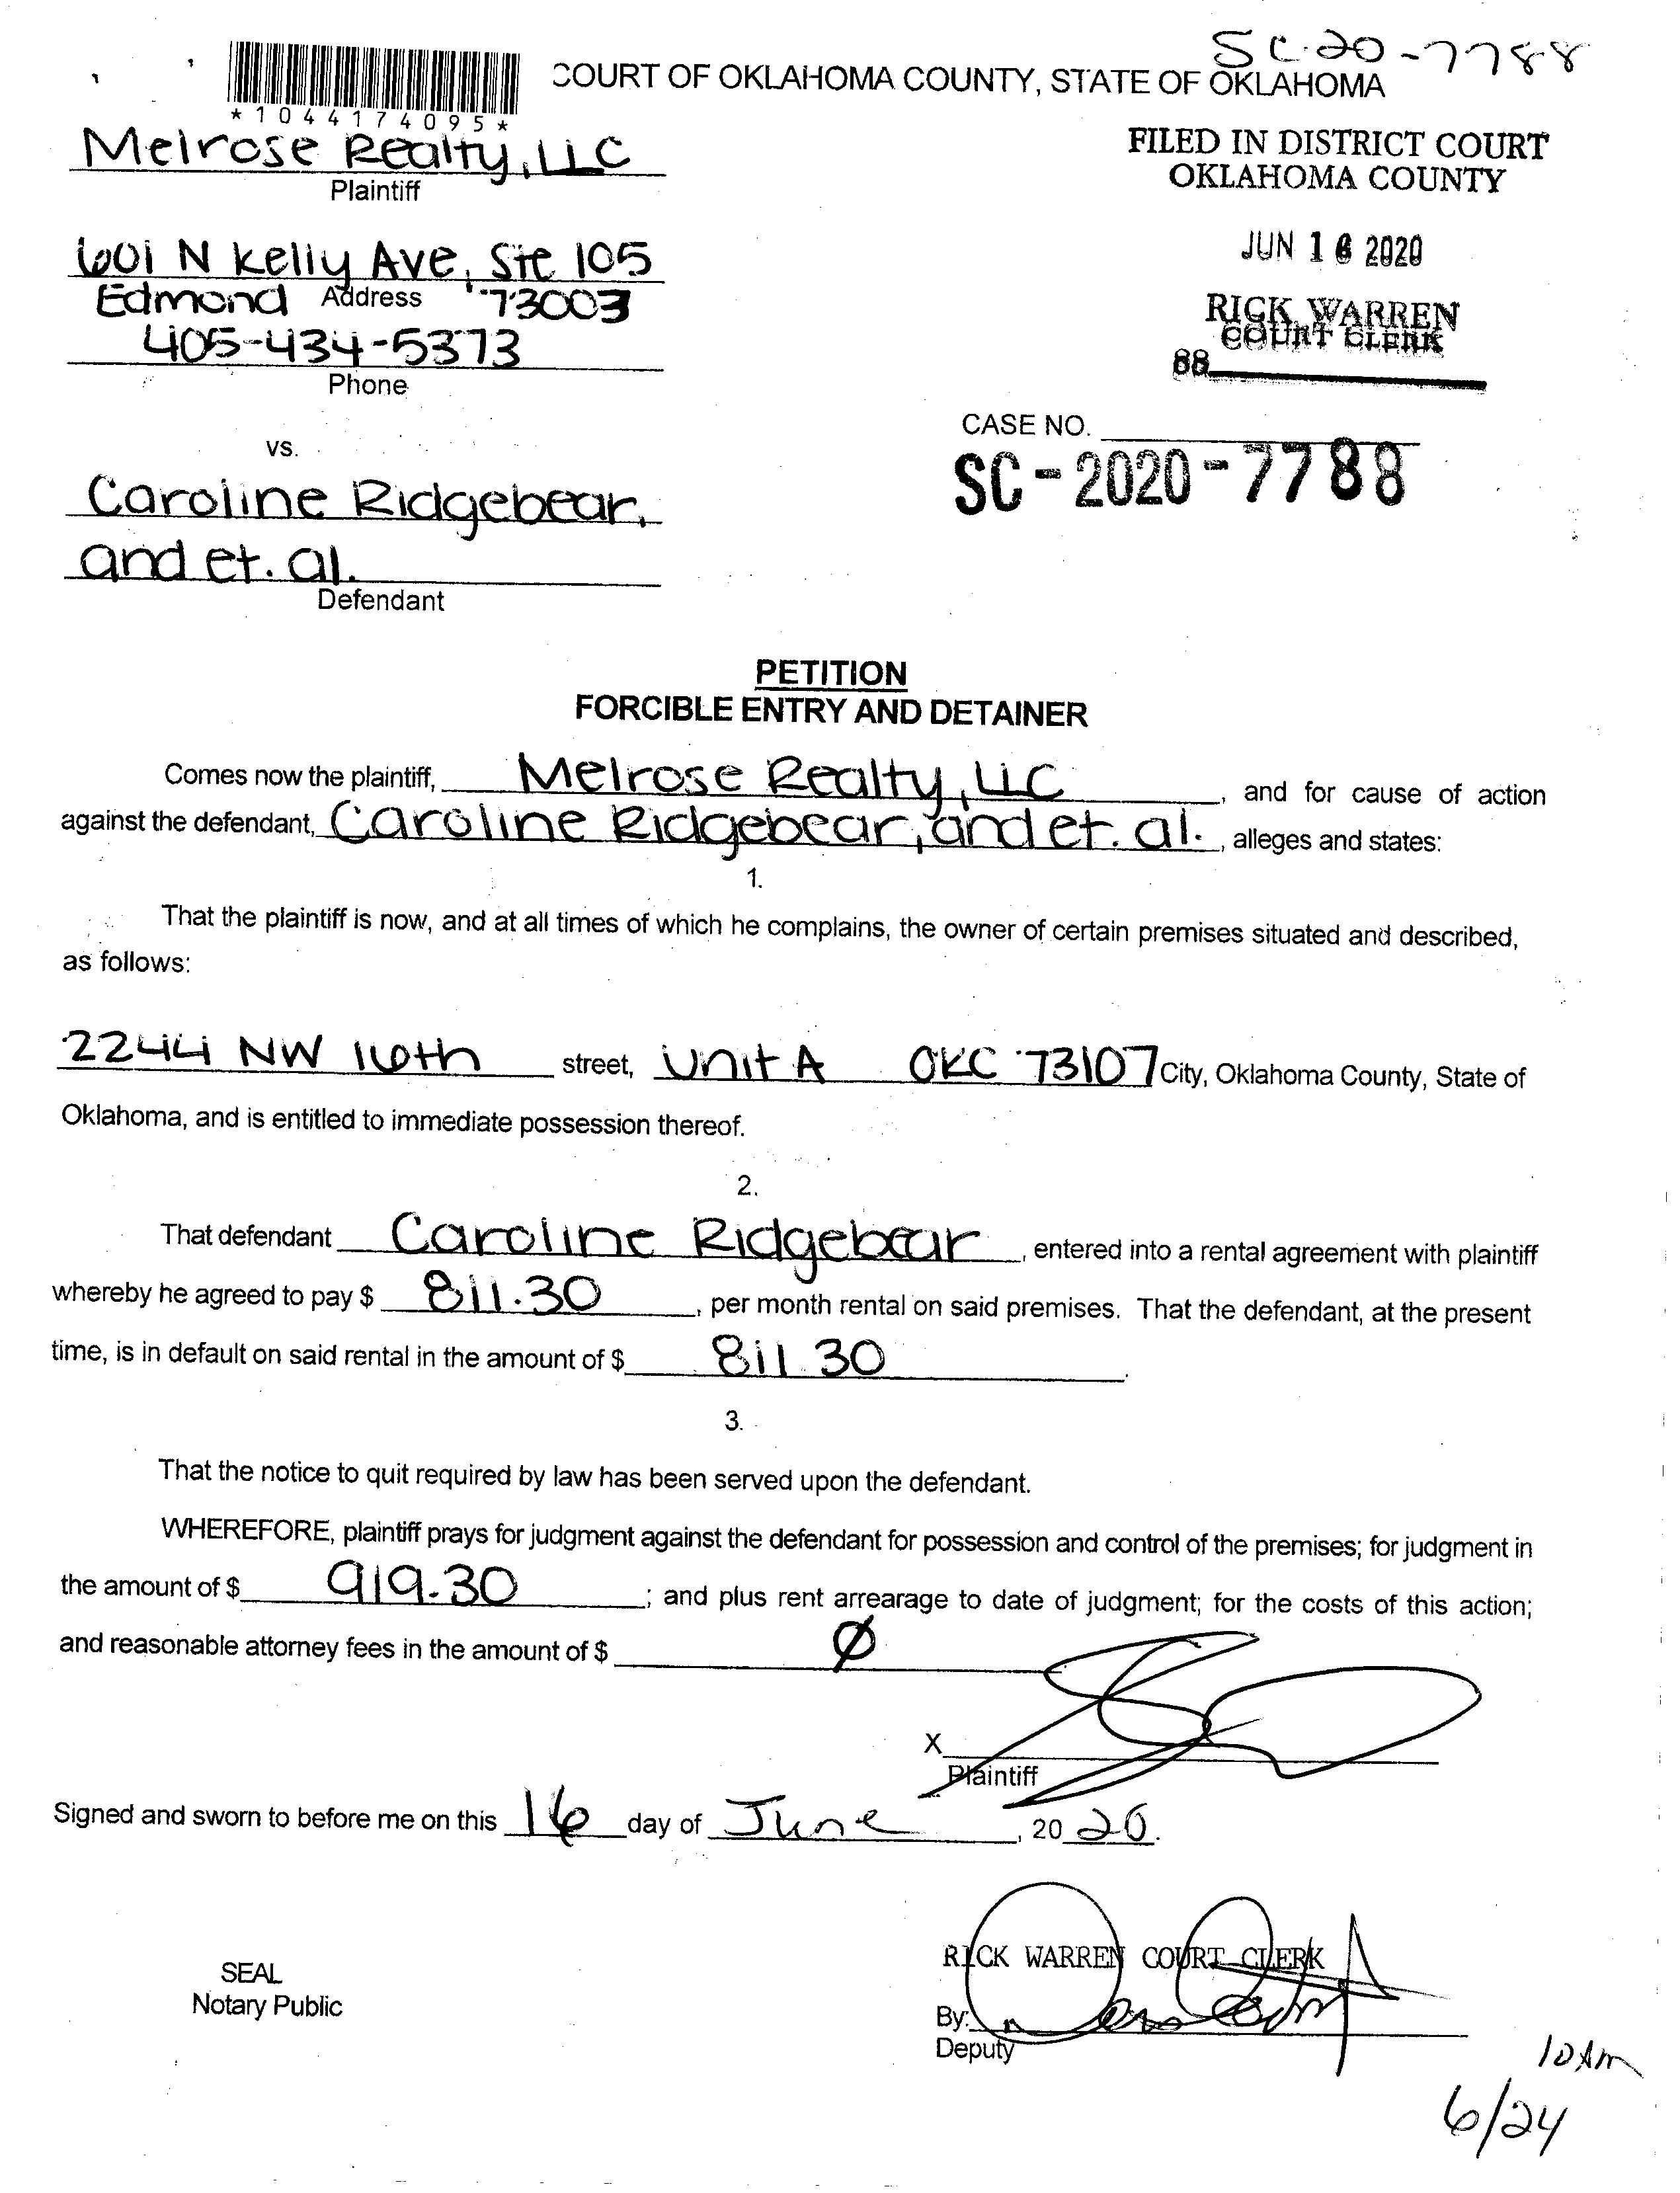 SC-20-7788
COURT OF OKLAHOMA COUNTY, STATE OF OKLAHOMA
*1044174095*
Melrose Realty, LLC
Plaintiff
FILED IN DISTRICT COURT
OKLAHOMA COUNTY
601 N Kelly Ave, Ste 105
Address
Edmond 73003
JUN 16 2020
405-434-5373
Phone
RICK WARREN
COURT CLERK
88
vs.
CASE NO.
SC-2020-7788
Caroline Ridgebear,
and et. al.
Defendant
PETITION
FORCIBLE ENTRY AND DETAINER
Comes now the plaintiff, Melrose Realty, LLC, and for cause of action
against the defendant, Caroline Ridgebear, and et. al., alleges and states:
1.
That the plaintiff is now, and at all times of which he complains, the owner of certain premises situated and described,
as follows:
2244 NW 16th street, Unit A OKC 73107 City, Oklahoma County, State of
Oklahoma, and is entitled to immediate possession thereof.
2.
That defendant Caroline Ridgebear, entered into a rental agreement with plaintiff
whereby he agreed to pay $ 811.30, per month rental on said premises. That the defendant, at the present
time, is in default on said rental in the amount of $ 811.30.
3.
That the notice to quit required by law has been served upon the defendant.
WHEREFORE, plaintiff prays for judgment against the defendant for possession and control of the premises; for judgment in
the amount of $ 919.30; and plus rent arrearage to date of judgment; for the costs of this action;
and reasonable attorney fees in the amount of $ Ø
X
Plaintiff
Signed and sworn to before me on this 16 day of June, 2020.
RICK WARREN COURT CLERK
SEAL
Notary Public
By:
Deputy
10 AM
6/24